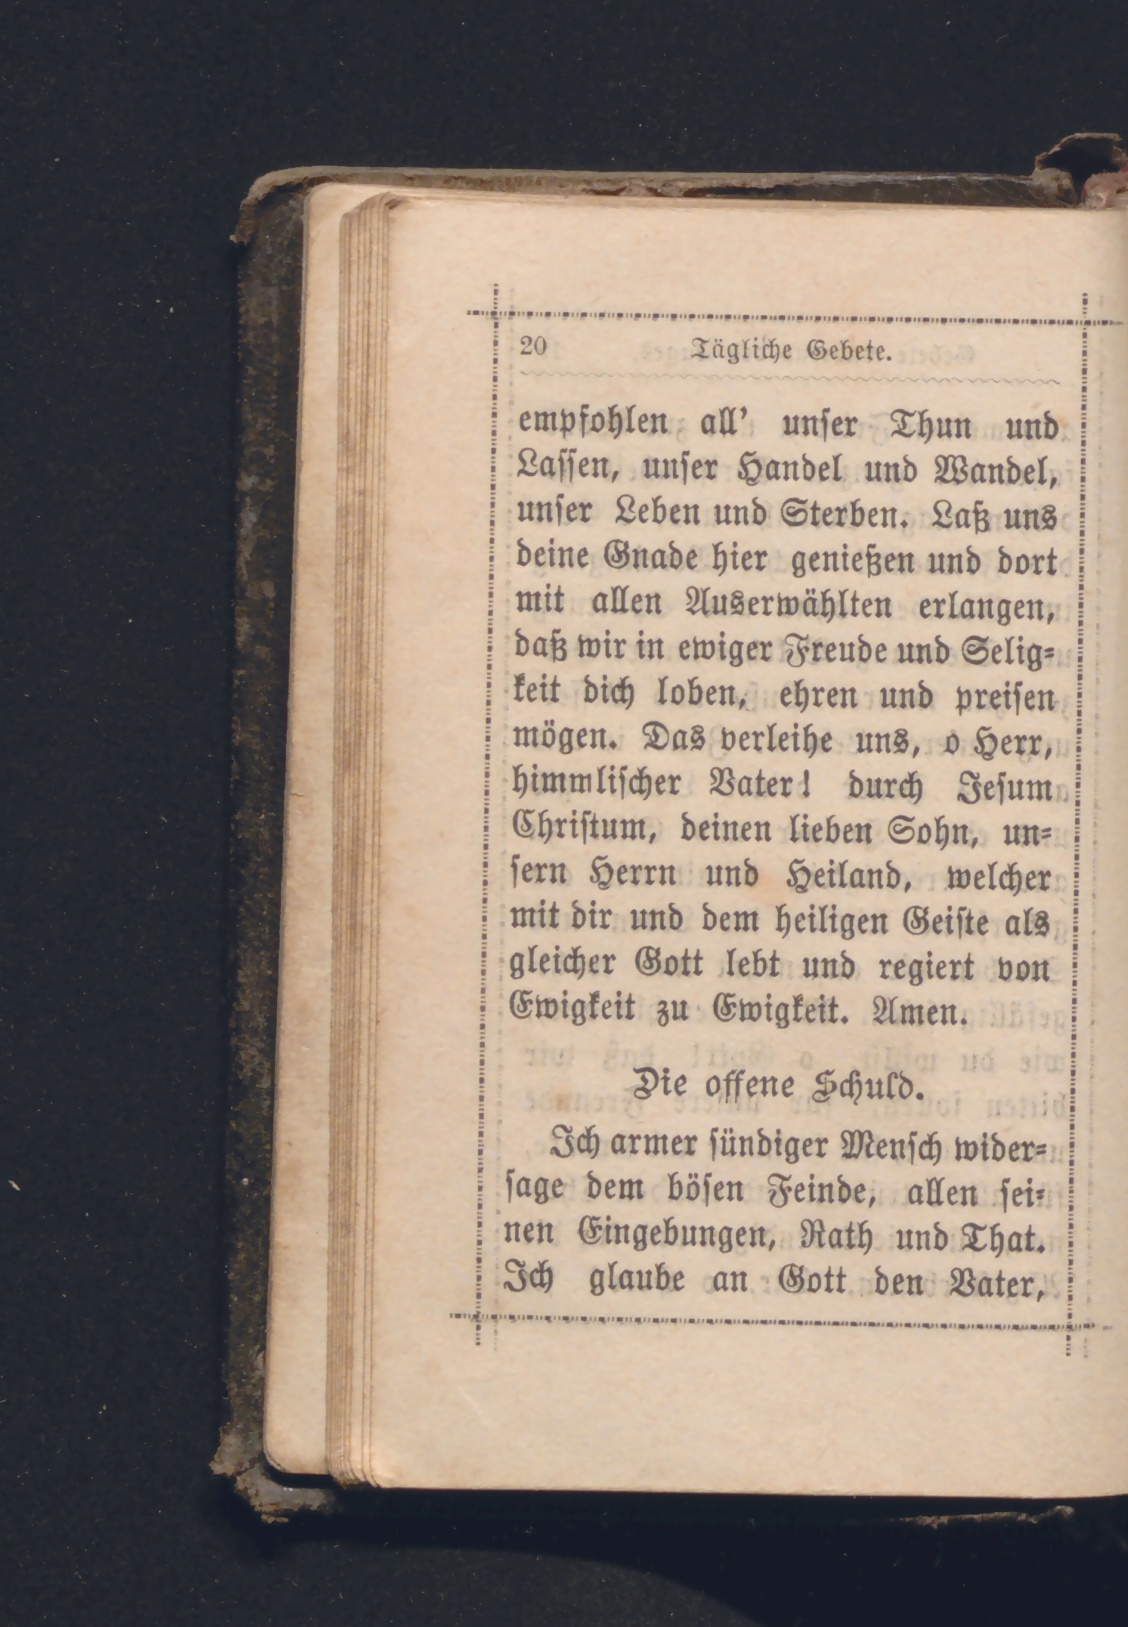 20 Tägliche Gebete.
empfohlen all' unser Thun und
Lassen, unser Handel und Wandel,
unser Leben und Sterben. Laß uns
deine Gnade hier genießen und dort
mit allen Auserwählten erlangen,
daß wir in ewiger Freude und Selig-
keit dich loben, ehren und preisen
mögen. Das verleihe uns, o Herr,
himmlischer Vater! durch Jesum
Christum, deinen lieben Sohn, un-
sern Herrn und Heiland, welcher
mit dir und dem heiligen Geiste als
gleicher Gott lebt und regiert von
Ewigkeit zu Ewigkeit. Amen.
Die offene Schuld.
Ich armer sündiger Mensch wider-
sage dem bösen Feinde, allen sei-
nen Eingebungen, Rath und That.
Ich glaube an Gott den Vater,